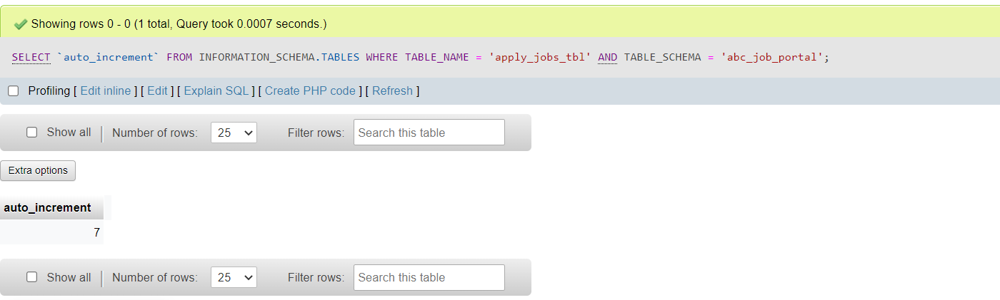 Showing rows 0 - 0 (1 total, Query took 0.0007 seconds.)
SELECT `auto_increment` FROM INFORMATION_SCHEMA.TABLES WHERE TABLE_NAME = 'apply_jobs_tbl' AND TABLE_SCHEMA = 'abc_job_portal';
Profiling [ Edit inline ] [ Edit ] [ Explain SQL ] [ Create PHP code ] [ Refresh ]
Show all | Number of rows: 25 Filter rows: Search this table
Extra options
auto_increment
7
Show all | Number of rows: 25 Filter rows: Search this table